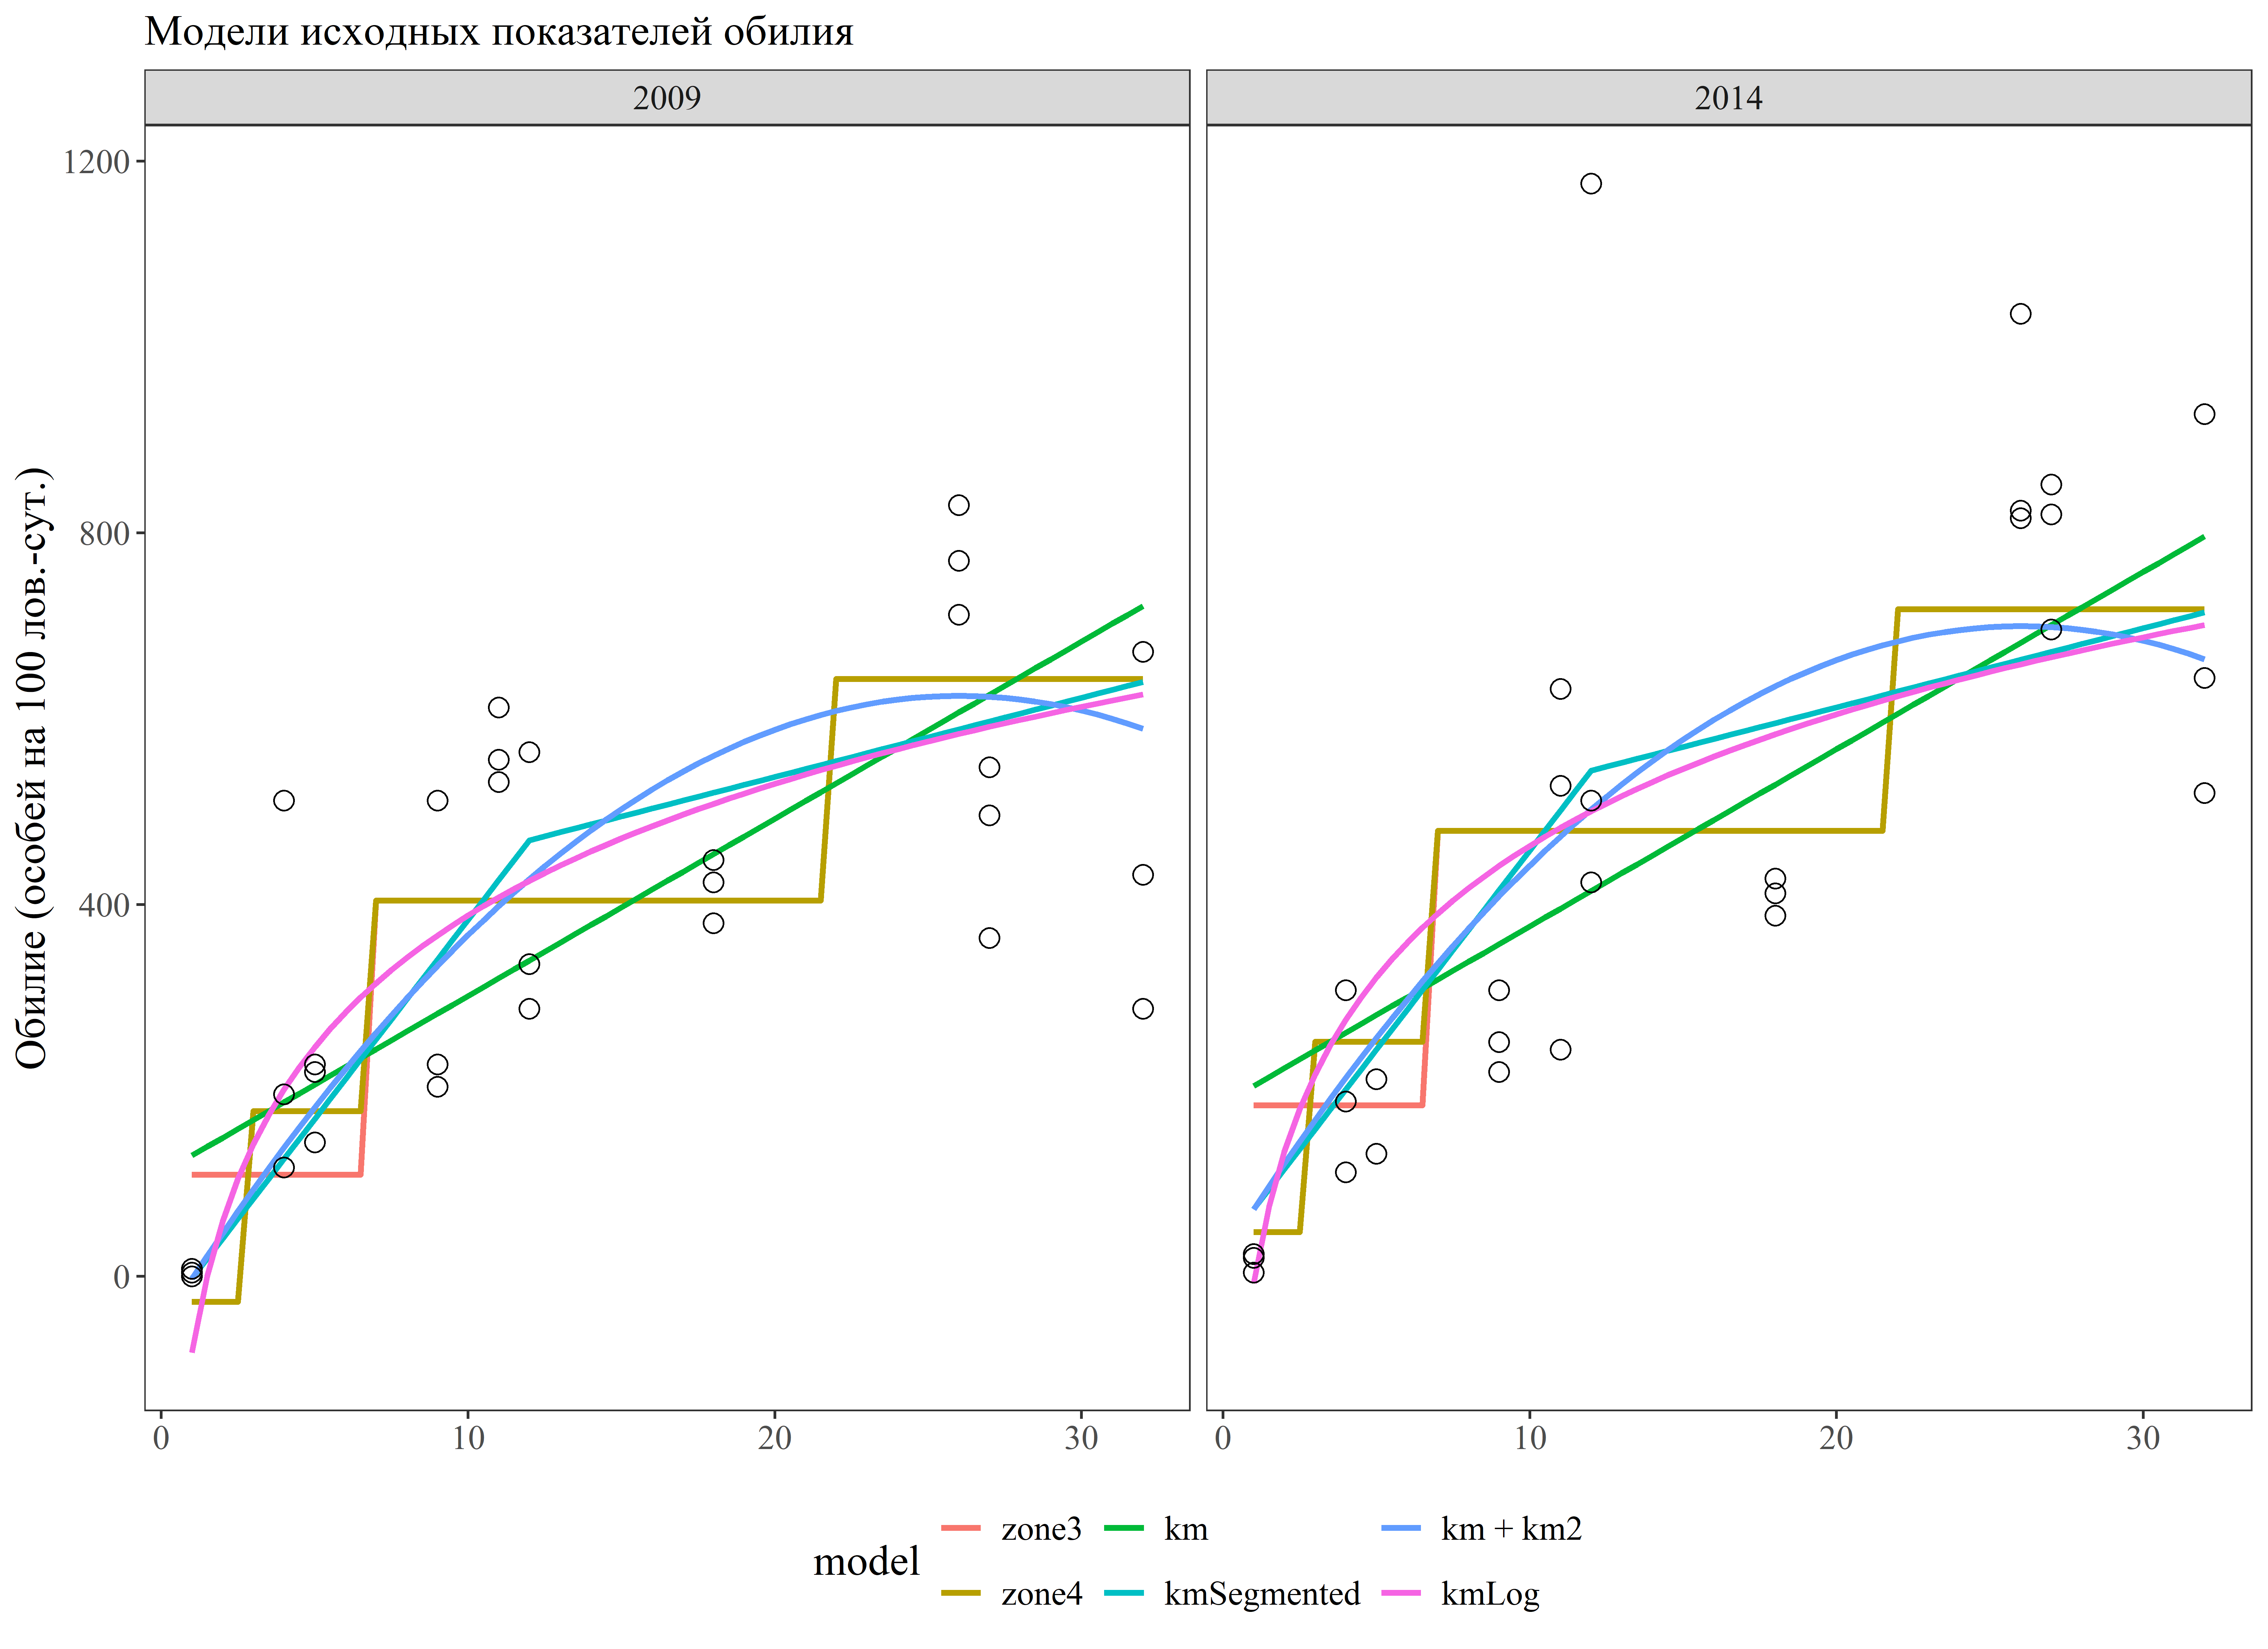 Модели исходных показателей обилия
2009
2014
Обилие (особей на 100 лов.-сут.)
1200
800
400
0
0 10 20 30
0 10 20 30
model
zone3 km km + km2
zone4 kmSegmented kmLog